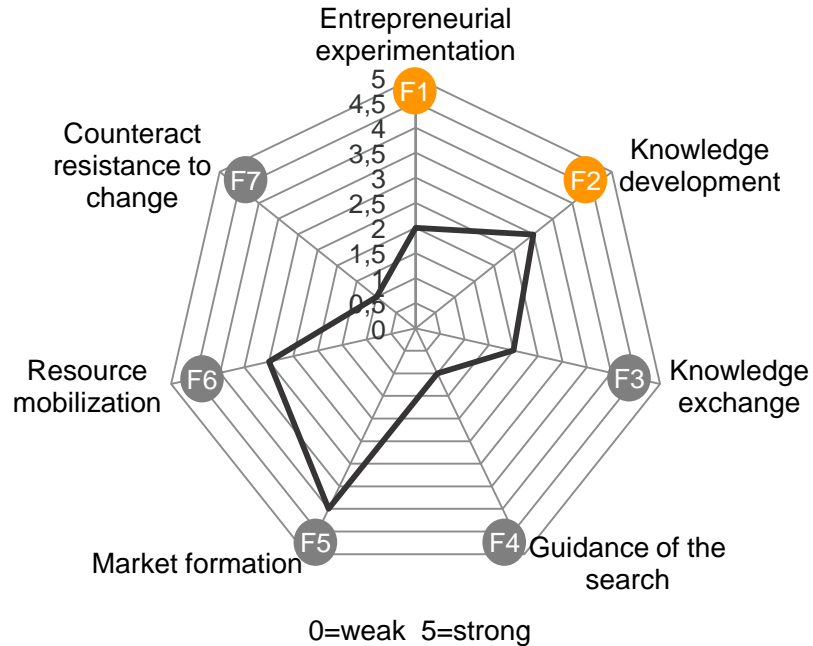 Entrepreneurial
experimentation
5
4,5
4
3,5
3
2,5
2
1,5
1
0,5
0
F1
Counteract
resistance to
change
F7
F2
Knowledge
development
Resource
mobilization
F6
F3
Knowledge
exchange
Market formation
F5
F4
Guidance of the
search
0=weak 5=strong